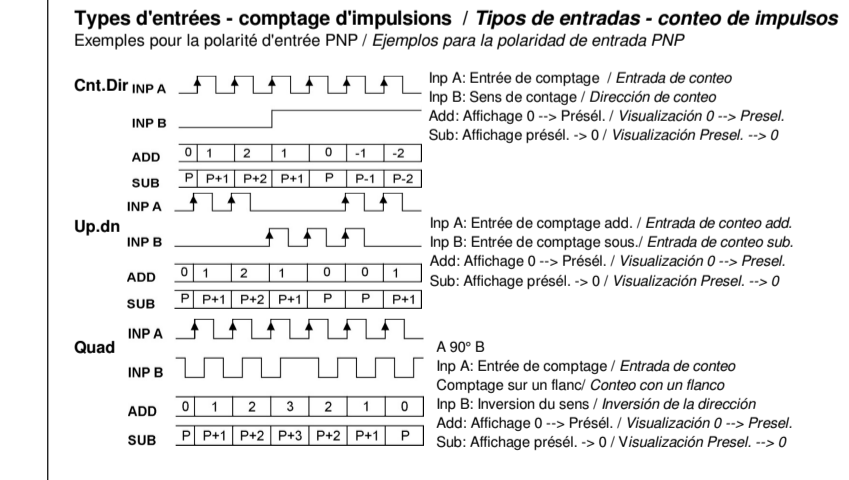 Types d'entrées - comptage d'impulsions / Tipos de entradas - conteo de impulsos
Exemples pour la polarité d'entrée PNP / Ejemplos para la polaridad de entrada PNP
Cnt.Dir INP A
Inp A: Entrée de comptage / Entrada de conteo
INP B
Inp B: Sens de contage / Dirección de conteo
Add: Affichage 0 --> Présél. / Visualización 0 --> Presel.
Sub: Affichage présél. -> 0 / Visualización Presel. --> 0
ADD 0 1 2 1 0 -1 -2
SUB P P+1 P+2 P+1 P P-1 P-2
Up.dn
INP A
INP B
Inp A: Entrée de comptage add. / Entrada de conteo add.
Inp B: Entrée de comptage sous./ Entrada de conteo sub.
Add: Affichage 0 --> Présél. / Visualización 0 --> Presel.
Sub: Affichage présél. -> 0 / Visualización Presel. --> 0
ADD 0 1 2 1 0 0 1
SUB P P+1 P+2 P+1 P P P+1
Quad
INP A
INP B
A 90° B
Inp A: Entrée de comptage / Entrada de conteo
Comptage sur un flanc/ Conteo con un flanco
Inp B: Inversion du sens / Inversión de la dirección
Add: Affichage 0 --> Présél. / Visualización 0 --> Presel.
Sub: Affichage présél. -> 0 / Visualización Presel. --> 0
ADD 0 1 2 3 2 1 0
SUB P P+1 P+2 P+3 P+2 P+1 P